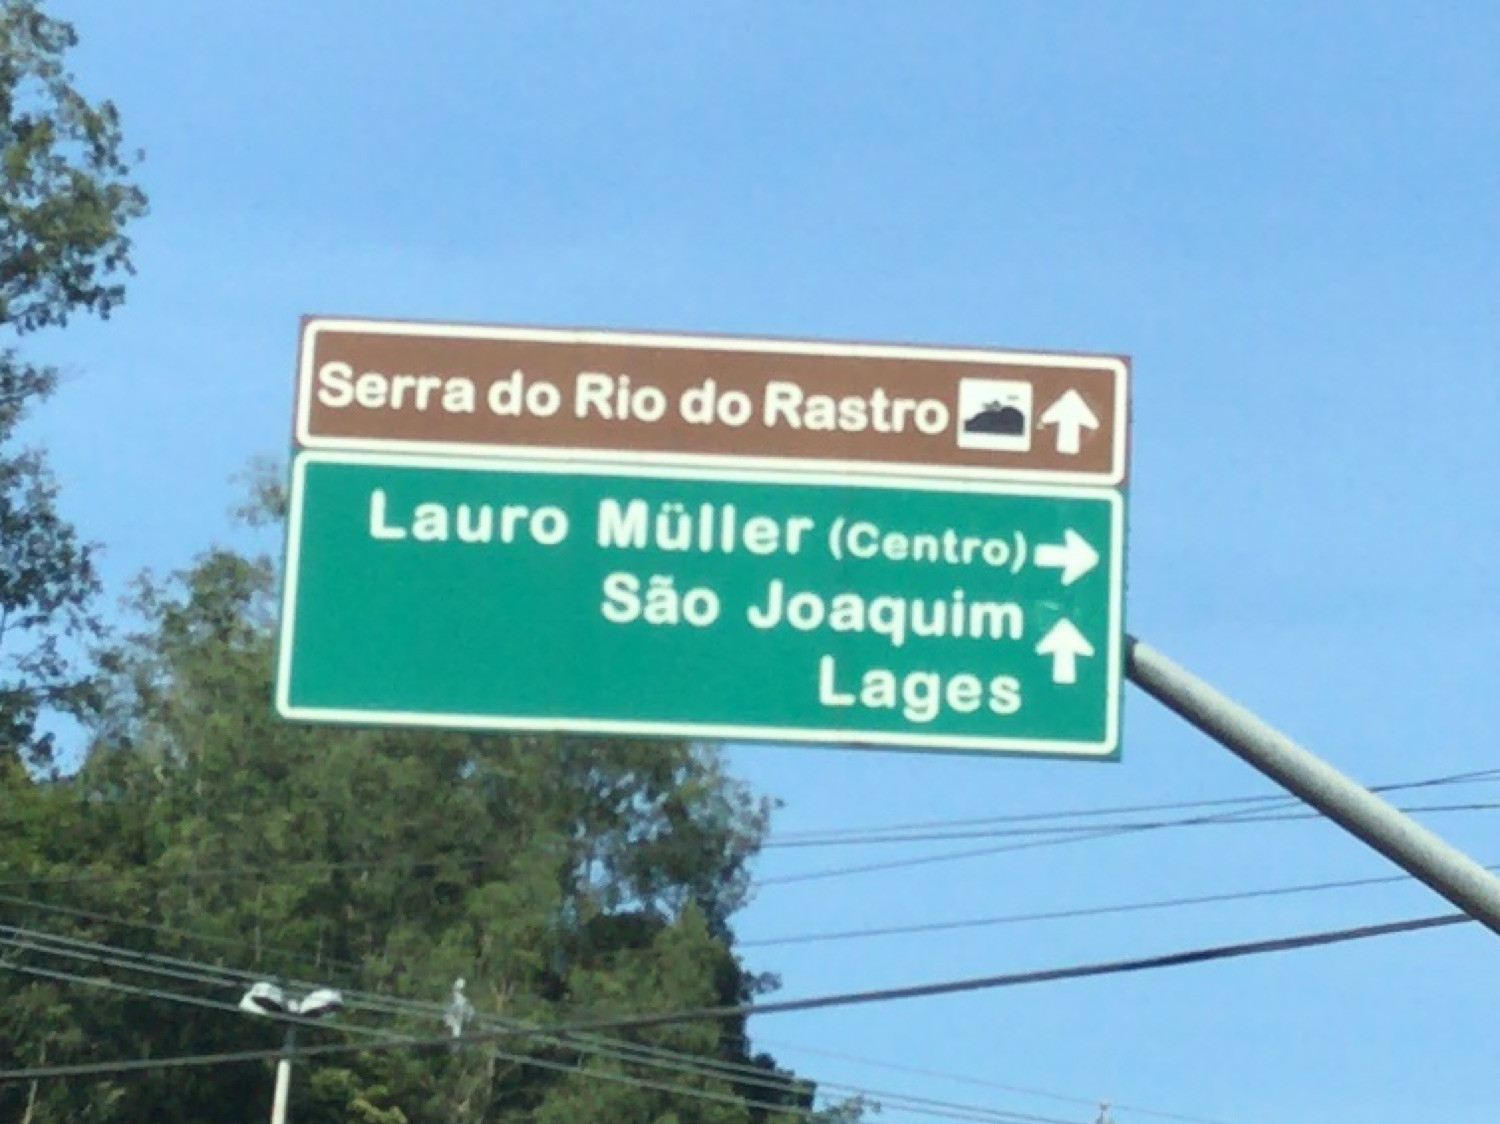 Serra do Rio do Rastro
Lauro Müller (Centro)
São Joaquim
Lages